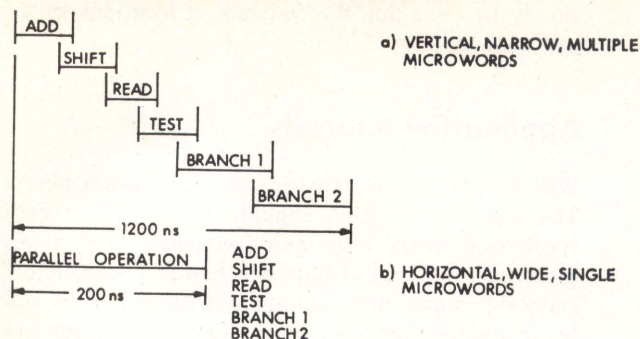 ADD
a) VERTICAL, NARROW, MULTIPLE
MICROWORDS
SHIFT
READ
TEST
BRANCH 1
BRANCH 2
1200 ns
PARALLEL OPERATION
200 ns
ADD
SHIFT
READ
TEST
BRANCH 1
BRANCH 2
b) HORIZONTAL, WIDE, SINGLE
MICROWORDS